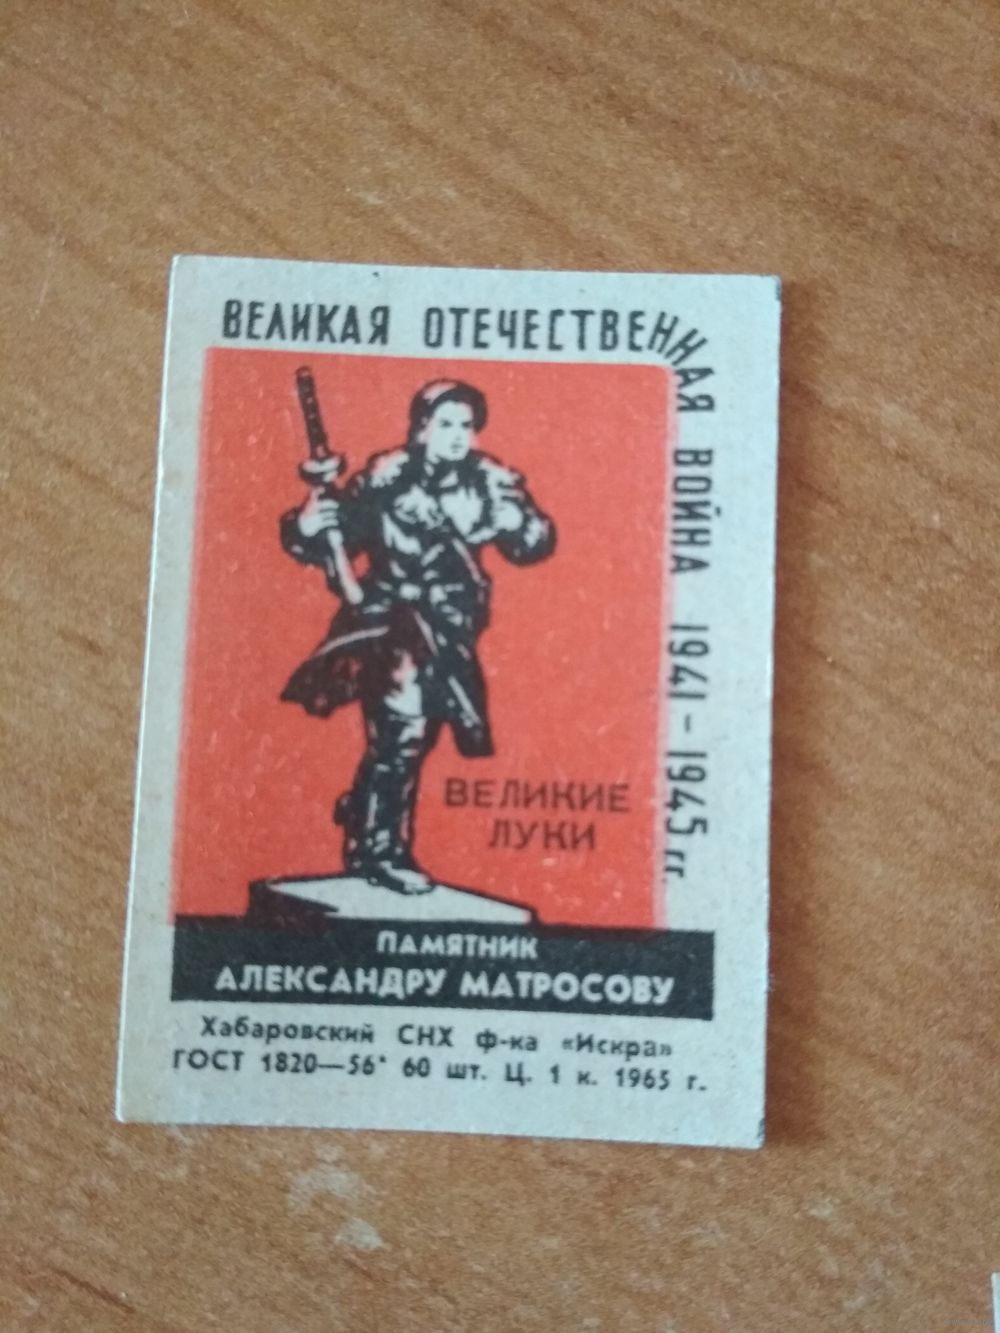 ВЕЛИКАЯ ОТЕЧЕСТВЕННАЯ ВОЙНА 1941 – 1945 гг.
ВЕЛИКИЕ
ЛУКИ
ПАМЯТНИК
АЛЕКСАНДРУ МАТРОСОВУ
Хабаровский СНХ ф-ка «Искра»
ГОСТ 1820—56* 60 шт. Ц. 1 к. 1965 г.